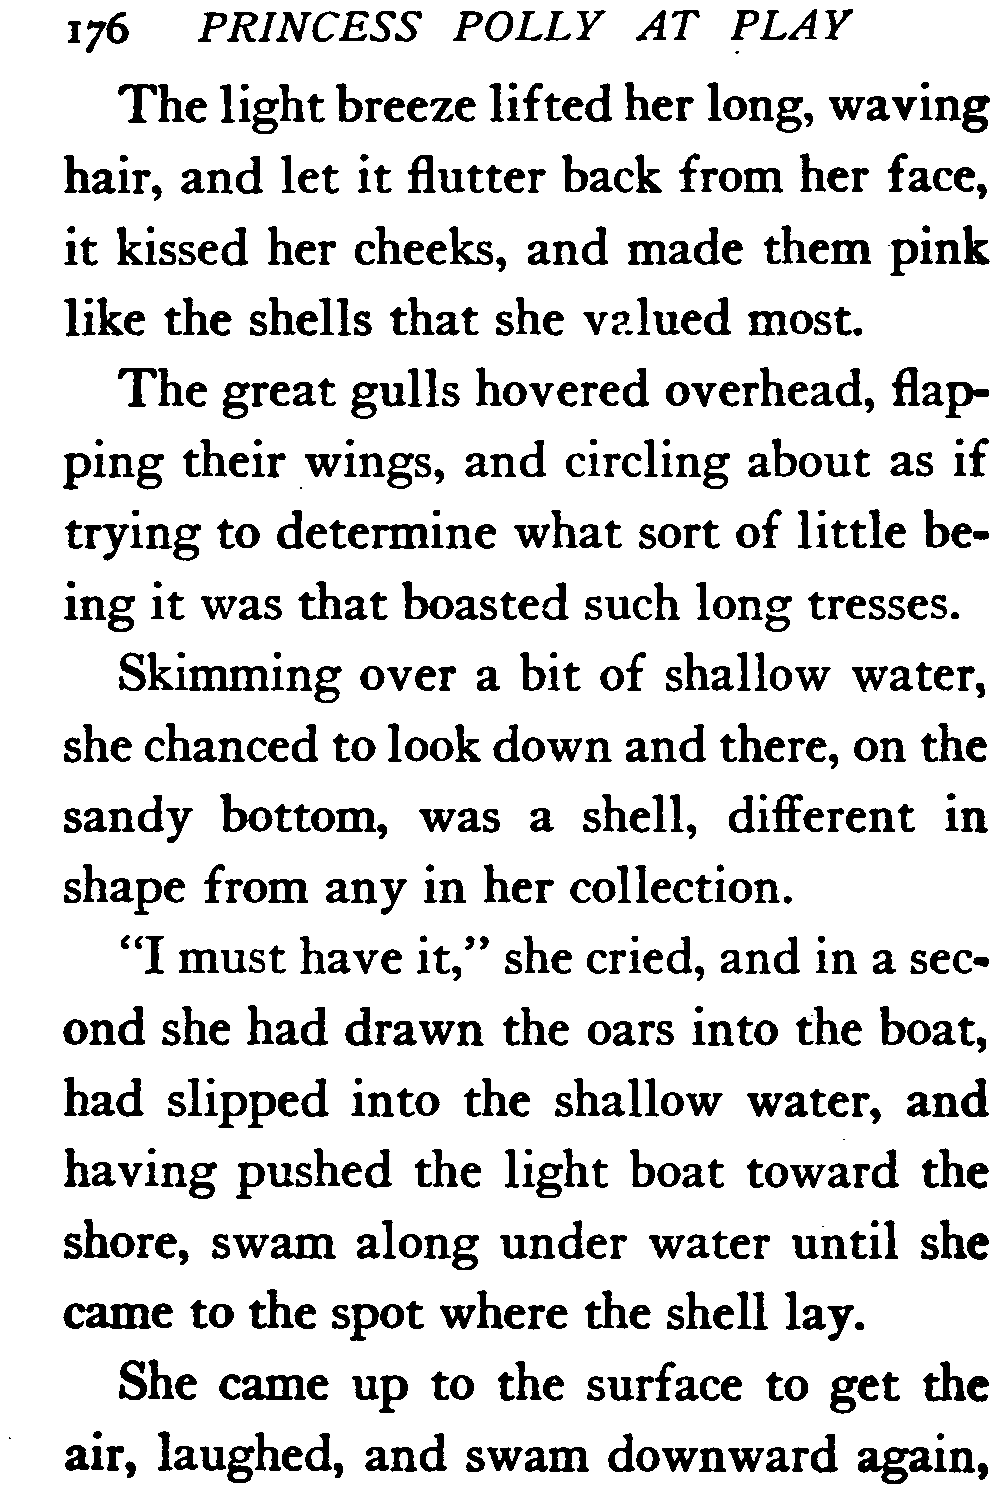 176 PRINCESS POLLY AT PLAY
The light breeze lifted her long, waving
hair, and let it flutter back from her face,
it kissed her cheeks, and made them pink
like the shells that she valued most.
The great gulls hovered overhead, flap-
ping their wings, and circling about as if
trying to determine what sort of little be-
ing it was that boasted such long tresses.
Skimming over a bit of shallow water,
she chanced to look down and there, on the
sandy bottom, was a shell, different in
shape from any in her collection.
“I must have it,” she cried, and in a sec-
ond she had drawn the oars into the boat,
had slipped into the shallow water, and
having pushed the light boat toward the
shore, swam along under water until she
came to the spot where the shell lay.
She came up to the surface to get the
air, laughed, and swam downward again,